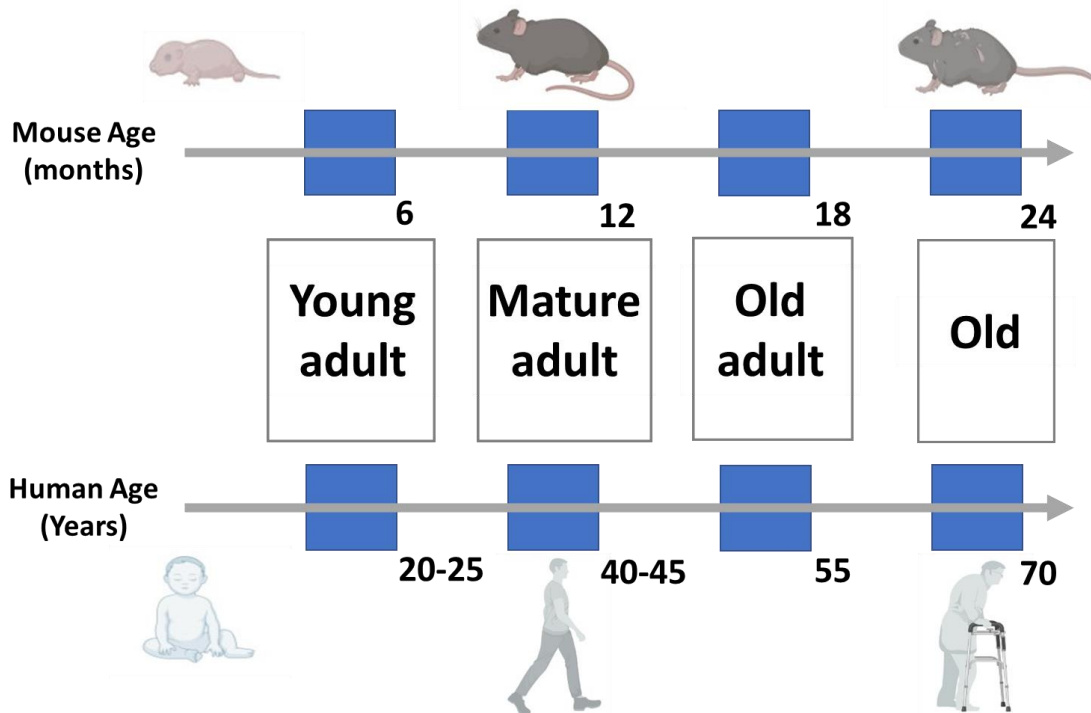 Mouse Age
(months)
6
12
18
24
Young
adult
Mature
adult
Old
adult
Old
Human Age
(Years)
20-25
40-45
55
70